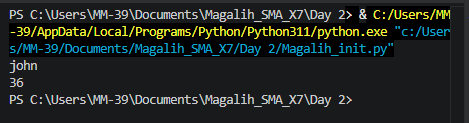 PS C:\Users\MM-39\Documents\Magalih_SMA_X7\Day 2> & C:/Users/MM
-39/AppData/Local/Programs/Python/Python311/python.exe "c:/User
s/MM-39/Documents/Magalih_SMA_X7/Day 2/Magalih_init.py"
john
36
PS C:\Users\MM-39\Documents\Magalih_SMA_X7\Day 2>